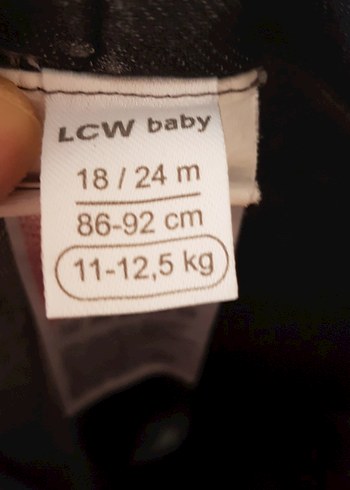 LCW baby
18 / 24 m
86-92 cm
11-12,5 kg